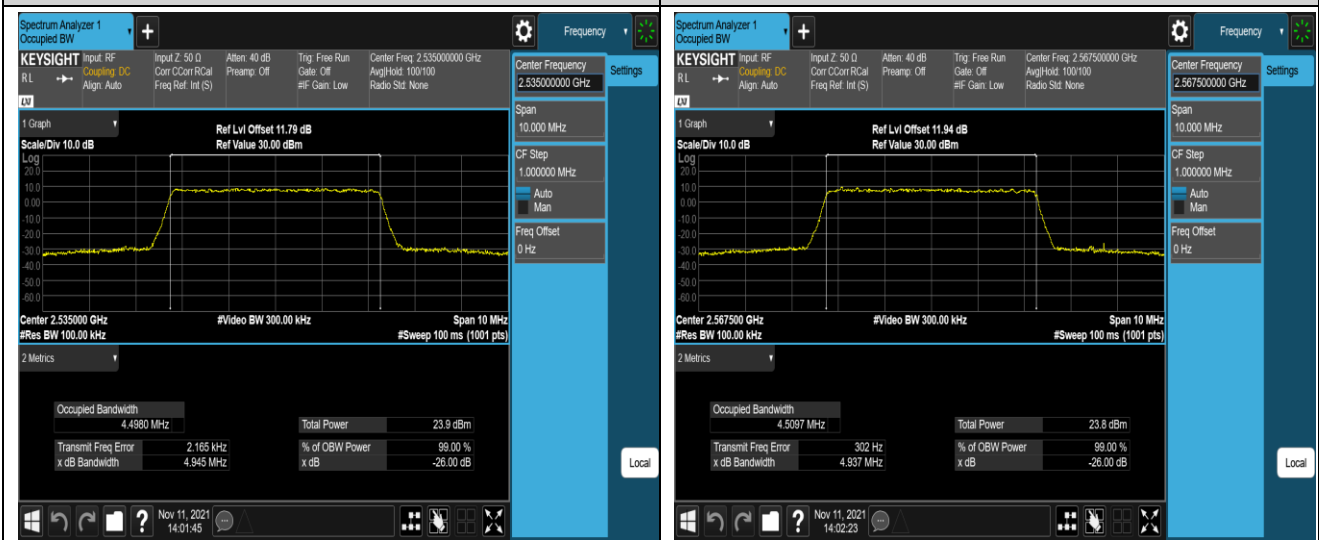 Spectrum Analyzer 1
Occupied BW
+
Frequency
KEYSIGHT Input: RF Input Z: 50 Ω Atten: 40 dB Trig: Free Run Center Freq: 2.535000000 GHz
RL Coupling: DC Corr CCorr RCal Preamp: Off Gate: Off Avg|Hold: 100/100
Align: Auto Freq Ref: Int (S) #IF Gain: Low Radio Std: None
LXI
Center Frequency
2.535000000 GHz
Settings
Span
10.000 MHz
CF Step
1.000000 MHz
Auto
Man
Freq Offset
0 Hz
1 Graph
Ref Lvl Offset 11.79 dB
Scale/Div 10.0 dB Ref Value 30.00 dBm
Log
20.0
10.0
0.00
-10.0
-20.0
-30.0
-40.0
-50.0
-60.0
Center 2.535000 GHz #Video BW 300.00 kHz Span 10 MHz
#Res BW 100.00 kHz #Sweep 100 ms (1001 pts)
2 Metrics
Occupied Bandwidth
4.4980 MHz Total Power 23.9 dBm
Transmit Freq Error 2.165 kHz % of OBW Power 99.00 %
x dB Bandwidth 4.945 MHz x dB -26.00 dB
Local
? Nov 11, 2021
14:01:45
Spectrum Analyzer 1
Occupied BW
+
Frequency
KEYSIGHT Input: RF Input Z: 50 Ω Atten: 40 dB Trig: Free Run Center Freq: 2.567500000 GHz
RL Coupling: DC Corr CCorr RCal Preamp: Off Gate: Off Avg|Hold: 100/100
Align: Auto Freq Ref: Int (S) #IF Gain: Low Radio Std: None
LXI
Center Frequency
2.567500000 GHz
Settings
Span
10.000 MHz
CF Step
1.000000 MHz
Auto
Man
Freq Offset
0 Hz
1 Graph
Ref Lvl Offset 11.94 dB
Scale/Div 10.0 dB Ref Value 30.00 dBm
Log
20.0
10.0
0.00
-10.0
-20.0
-30.0
-40.0
-50.0
-60.0
Center 2.567500 GHz #Video BW 300.00 kHz Span 10 MHz
#Res BW 100.00 kHz #Sweep 100 ms (1001 pts)
2 Metrics
Occupied Bandwidth
4.5097 MHz Total Power 23.8 dBm
Transmit Freq Error 302 Hz % of OBW Power 99.00 %
x dB Bandwidth 4.937 MHz x dB -26.00 dB
Local
? Nov 11, 2021
14:02:23